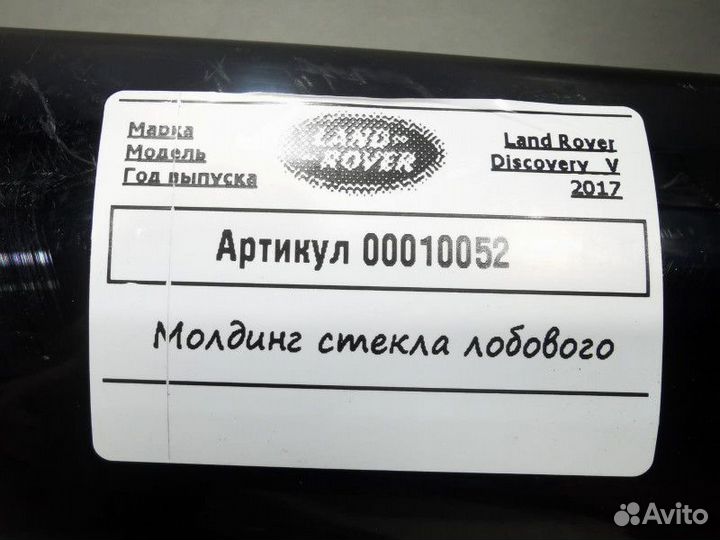 Марка
LAND-
ROVER
Land Rover
Модель
Discovery V
Год выпуска
2017
Артикул 00010052
Молдинг стекла лобового
Avito